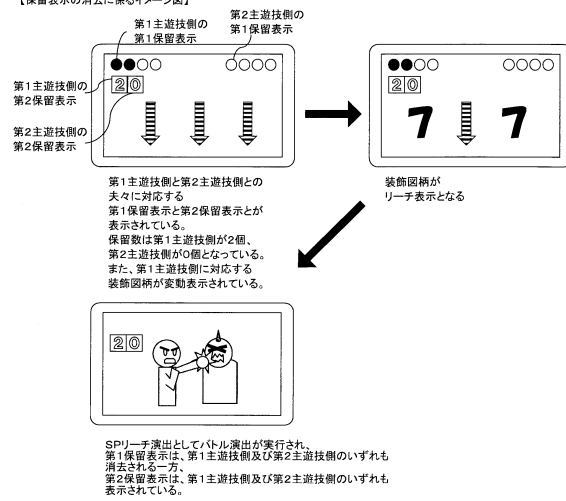 【保留表示の消去に係るイメージ図】
第1主遊技側の
第1保留表示
第2主遊技側の
第1保留表示
第1主遊技側の
第2保留表示
第2主遊技側の
第2保留表示
20
20
7 7
第1主遊技側と第2主遊技側との
夫々に対応する
第1保留表示と第2保留表示とが
表示されている。
保留数は第1主遊技側が2個、
第2主遊技側が0個となっている。
また、第1主遊技側に対応する
装飾図柄が変動表示されている。
装飾図柄が
リーチ表示となる
20
SPリーチ演出としてバトル演出が実行され、
第1保留表示は、第1主遊技側及び第2主遊技側のいずれも
消去される一方、
第2保留表示は、第1主遊技側及び第2主遊技側のいずれも
表示されている。